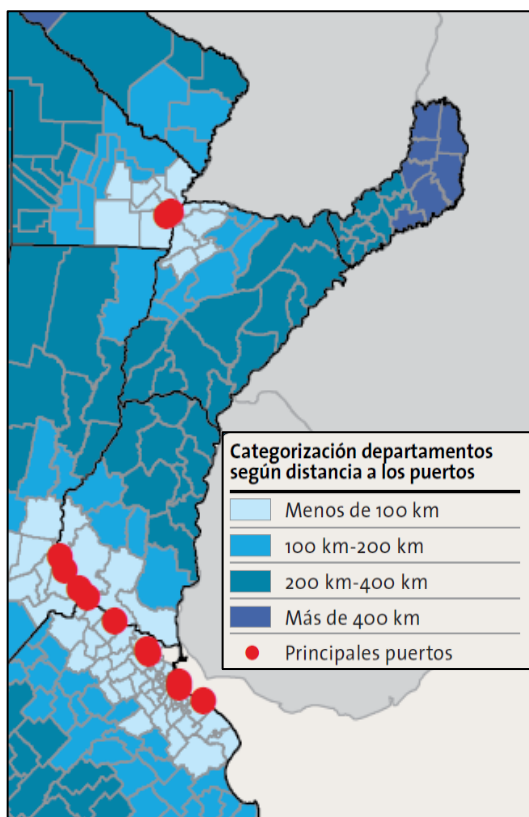 Categorización departamentos
según distancia a los puertos
Menos de 100 km
100 km-200 km
200 km-400 km
Más de 400 km
Principales puertos